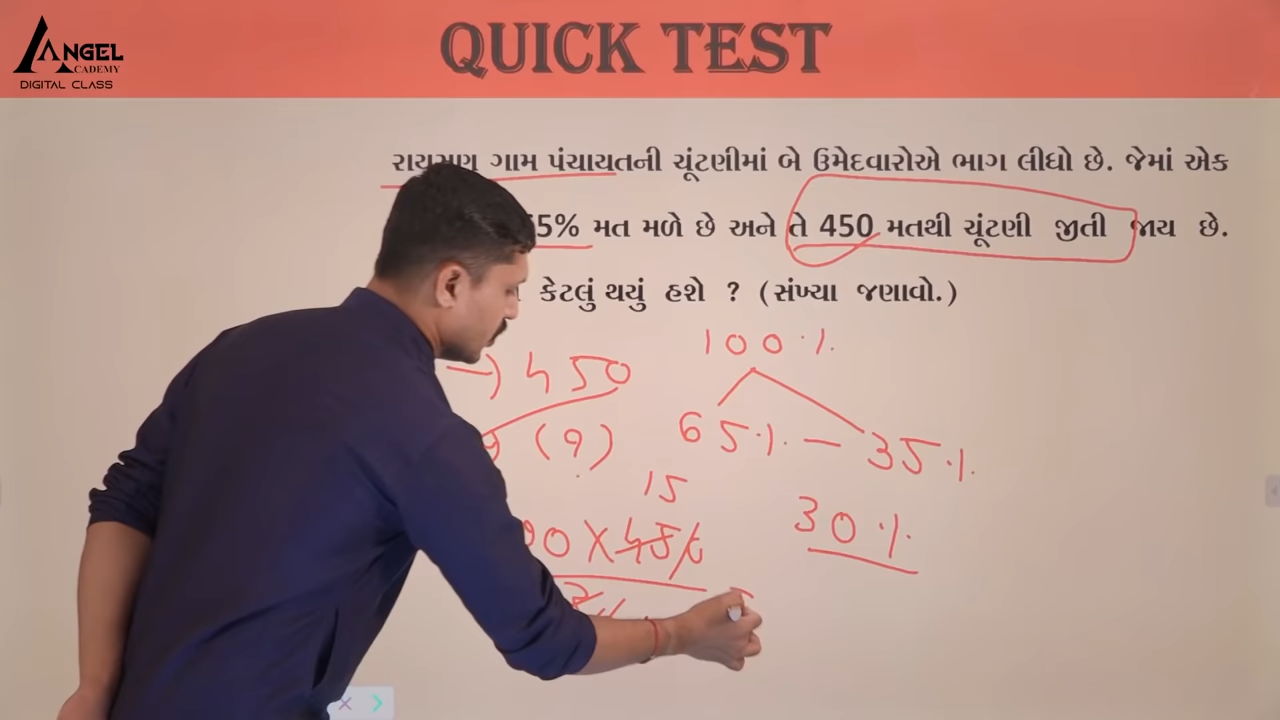 ANGEL
ACADEMY
DIGITAL CLASS
QUICK TEST
રાયમણ ગામ પંચાયતની ચૂંટણીમાં બે ઉમેદવારોએ ભાગ લીધો છે. જેમાં એક
65% મત મળે છે અને તે 450 મતથી ચૂંટણી જીતી જાય છે.
કેટલું થયું હશે ? (સંખ્યા જણાવો.)
100%
→ 450
(?)
65% - 35%
15
30%